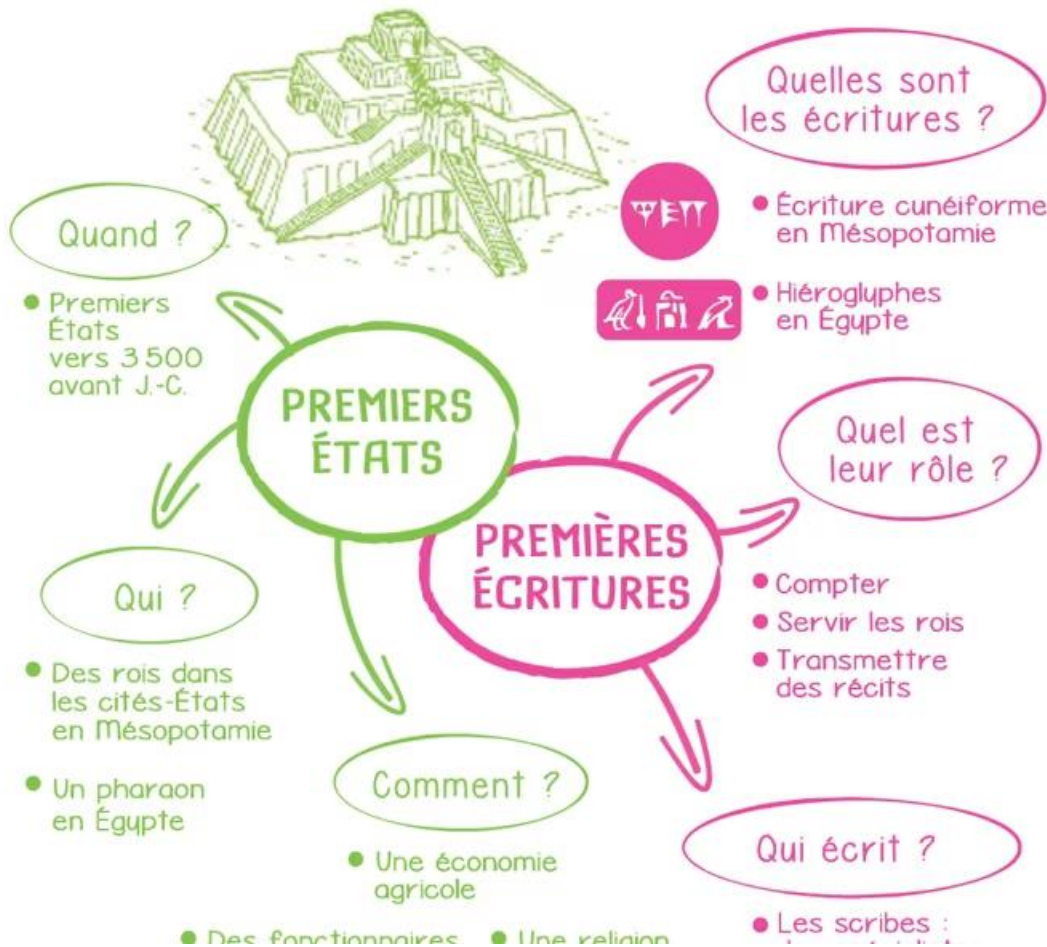 Quand ?
• Premiers
États
vers 3 500
avant J.-C.
PREMIERS
ÉTATS
Qui ?
• Des rois dans
les cités-États
en Mésopotamie
• Un pharaon
en Égypte
Comment ?
• Une économie
agricole
• Des fonctionnaires
• Une religion
Quelles sont
les écritures ?
• Écriture cunéiforme
en Mésopotamie
• Hiéroglyphes
en Égypte
PREMIÈRES
ÉCRITURES
Quel est
leur rôle ?
• Compter
• Servir les rois
• Transmettre
des récits
Qui écrit ?
• Les scribes :